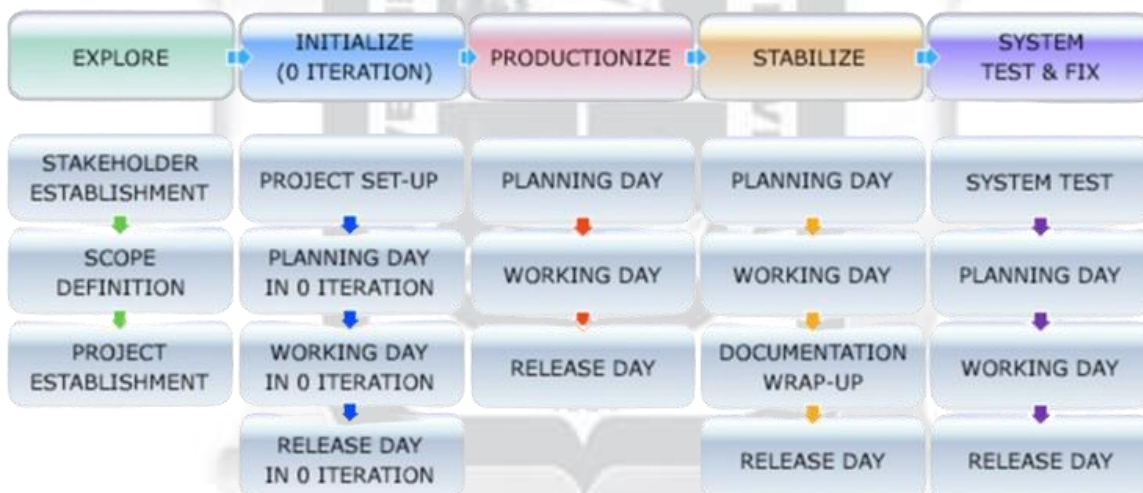 EXPLORE
INITIALIZE
(0 ITERATION)
PRODUCTIONIZE
STABILIZE
SYSTEM
TEST & FIX
STAKEHOLDER
ESTABLISHMENT
PROJECT SET-UP
PLANNING DAY
PLANNING DAY
SYSTEM TEST
SCOPE
DEFINITION
PLANNING DAY
IN 0 ITERATION
WORKING DAY
WORKING DAY
PLANNING DAY
PROJECT
ESTABLISHMENT
WORKING DAY
IN 0 ITERATION
RELEASE DAY
DOCUMENTATION
WRAP-UP
WORKING DAY
RELEASE DAY
IN 0 ITERATION
RELEASE DAY
RELEASE DAY